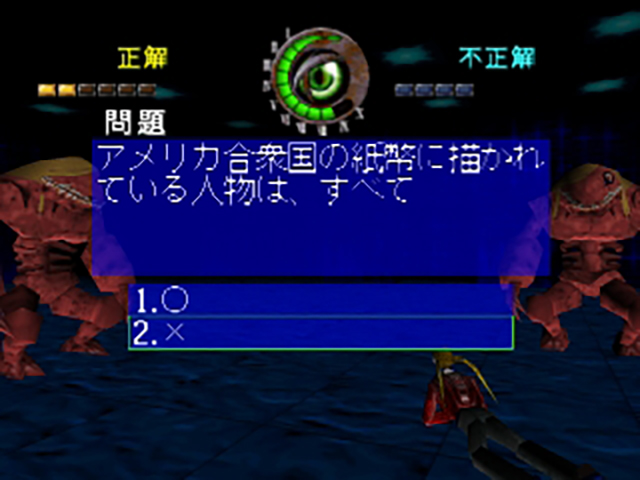 正解
不正解
問題
アメリカ合衆国の紙幣に描かれ
ている人物は、すべて
1.○
2.×